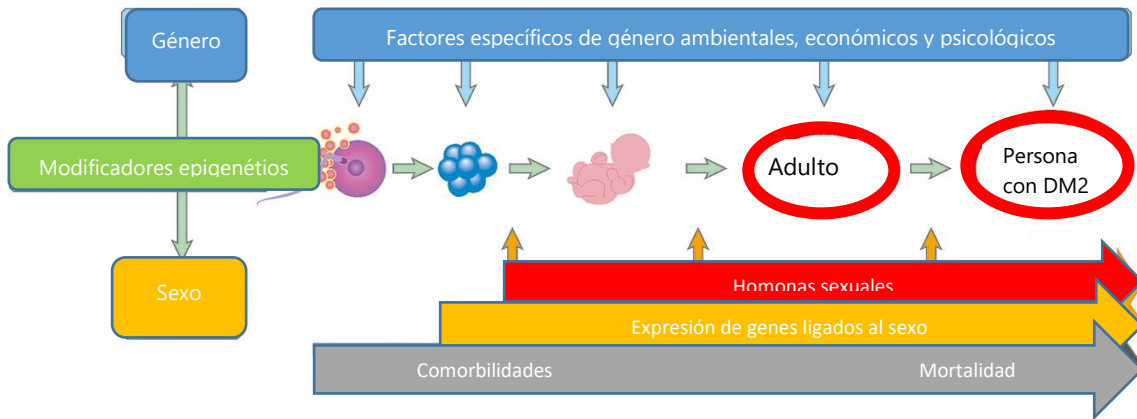 Género
Factores específicos de género ambientales, económicos y psicológicos
Modificadores epigenétios
Adulto
Persona
con DM2
Sexo
Homonas sexuales
Expresión de genes ligados al sexo
Comorbilidades
Mortalidad